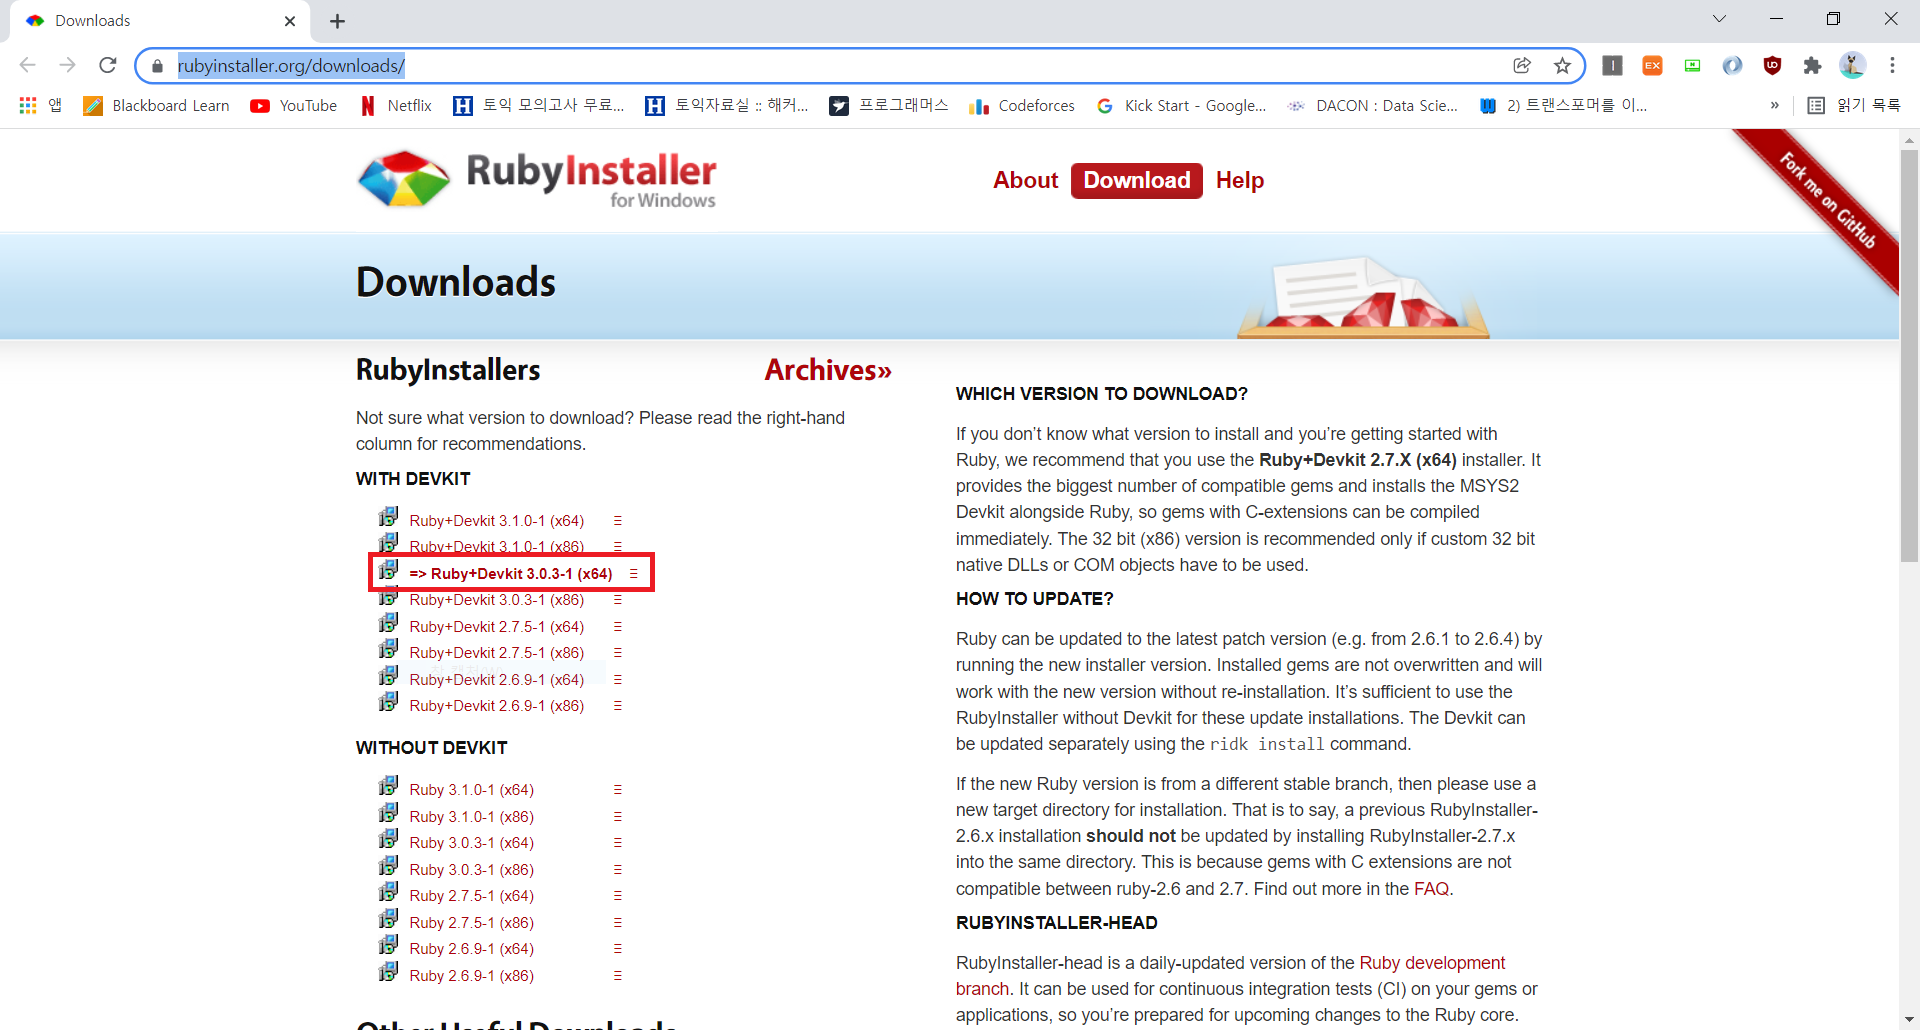 Downloads
rubyinstaller.org/downloads/
앱
Blackboard Learn
YouTube
Netflix
토익 모의고사 무료...
토익자료실 :: 해커...
프로그래머스
Codeforces
Kick Start - Google...
DACON : Data Scie...
2) 트랜스포머를 이...
»
읽기 목록
RubyInstaller
for Windows
About
Download
Help
Fork me on GitHub
Downloads
RubyInstallers
Archives»
Not sure what version to download? Please read the right-hand
column for recommendations.
WITH DEVKIT
Ruby+Devkit 3.1.0-1 (x64)
Ruby+Devkit 3.1.0-1 (x86)
=> Ruby+Devkit 3.0.3-1 (x64)
Ruby+Devkit 3.0.3-1 (x86)
Ruby+Devkit 2.7.5-1 (x64)
Ruby+Devkit 2.7.5-1 (x86)
Ruby+Devkit 2.6.9-1 (x64)
Ruby+Devkit 2.6.9-1 (x86)
WITHOUT DEVKIT
Ruby 3.1.0-1 (x64)
Ruby 3.1.0-1 (x86)
Ruby 3.0.3-1 (x64)
Ruby 3.0.3-1 (x86)
Ruby 2.7.5-1 (x64)
Ruby 2.7.5-1 (x86)
Ruby 2.6.9-1 (x64)
Ruby 2.6.9-1 (x86)
Other Useful Downloads
WHICH VERSION TO DOWNLOAD?
If you don’t know what version to install and you’re getting started with
Ruby, we recommend that you use the Ruby+Devkit 2.7.X (x64) installer. It
provides the biggest number of compatible gems and installs the MSYS2
Devkit alongside Ruby, so gems with C-extensions can be compiled
immediately. The 32 bit (x86) version is recommended only if custom 32 bit
native DLLs or COM objects have to be used.
HOW TO UPDATE?
Ruby can be updated to the latest patch version (e.g. from 2.6.1 to 2.6.4) by
running the new installer version. Installed gems are not overwritten and will
work with the new version without re-installation. It’s sufficient to use the
RubyInstaller without Devkit for these update installations. The Devkit can
be updated separately using the ridk install command.
If the new Ruby version is from a different stable branch, then please use a
new target directory for installation. That is to say, a previous RubyInstaller-
2.6.x installation should not be updated by installing RubyInstaller-2.7.x
into the same directory. This is because gems with C extensions are not
compatible between ruby-2.6 and 2.7. Find out more in the FAQ.
RUBYINSTALLER-HEAD
RubyInstaller-head is a daily-updated version of the Ruby development
branch. It can be used for continuous integration tests (CI) on your gems or
applications, so you’re prepared for upcoming changes to the Ruby core.